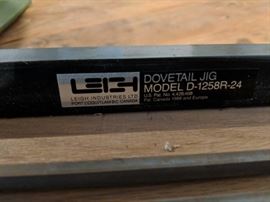 LEIGH
LEIGH INDUSTRIES LTD
PORT COQUITLAM BC CANADA
DOVETAIL JIG
MODEL D-1258R-24
U.S. Pat. No. 4,428,408
Pat. Canada 1984 and Europe